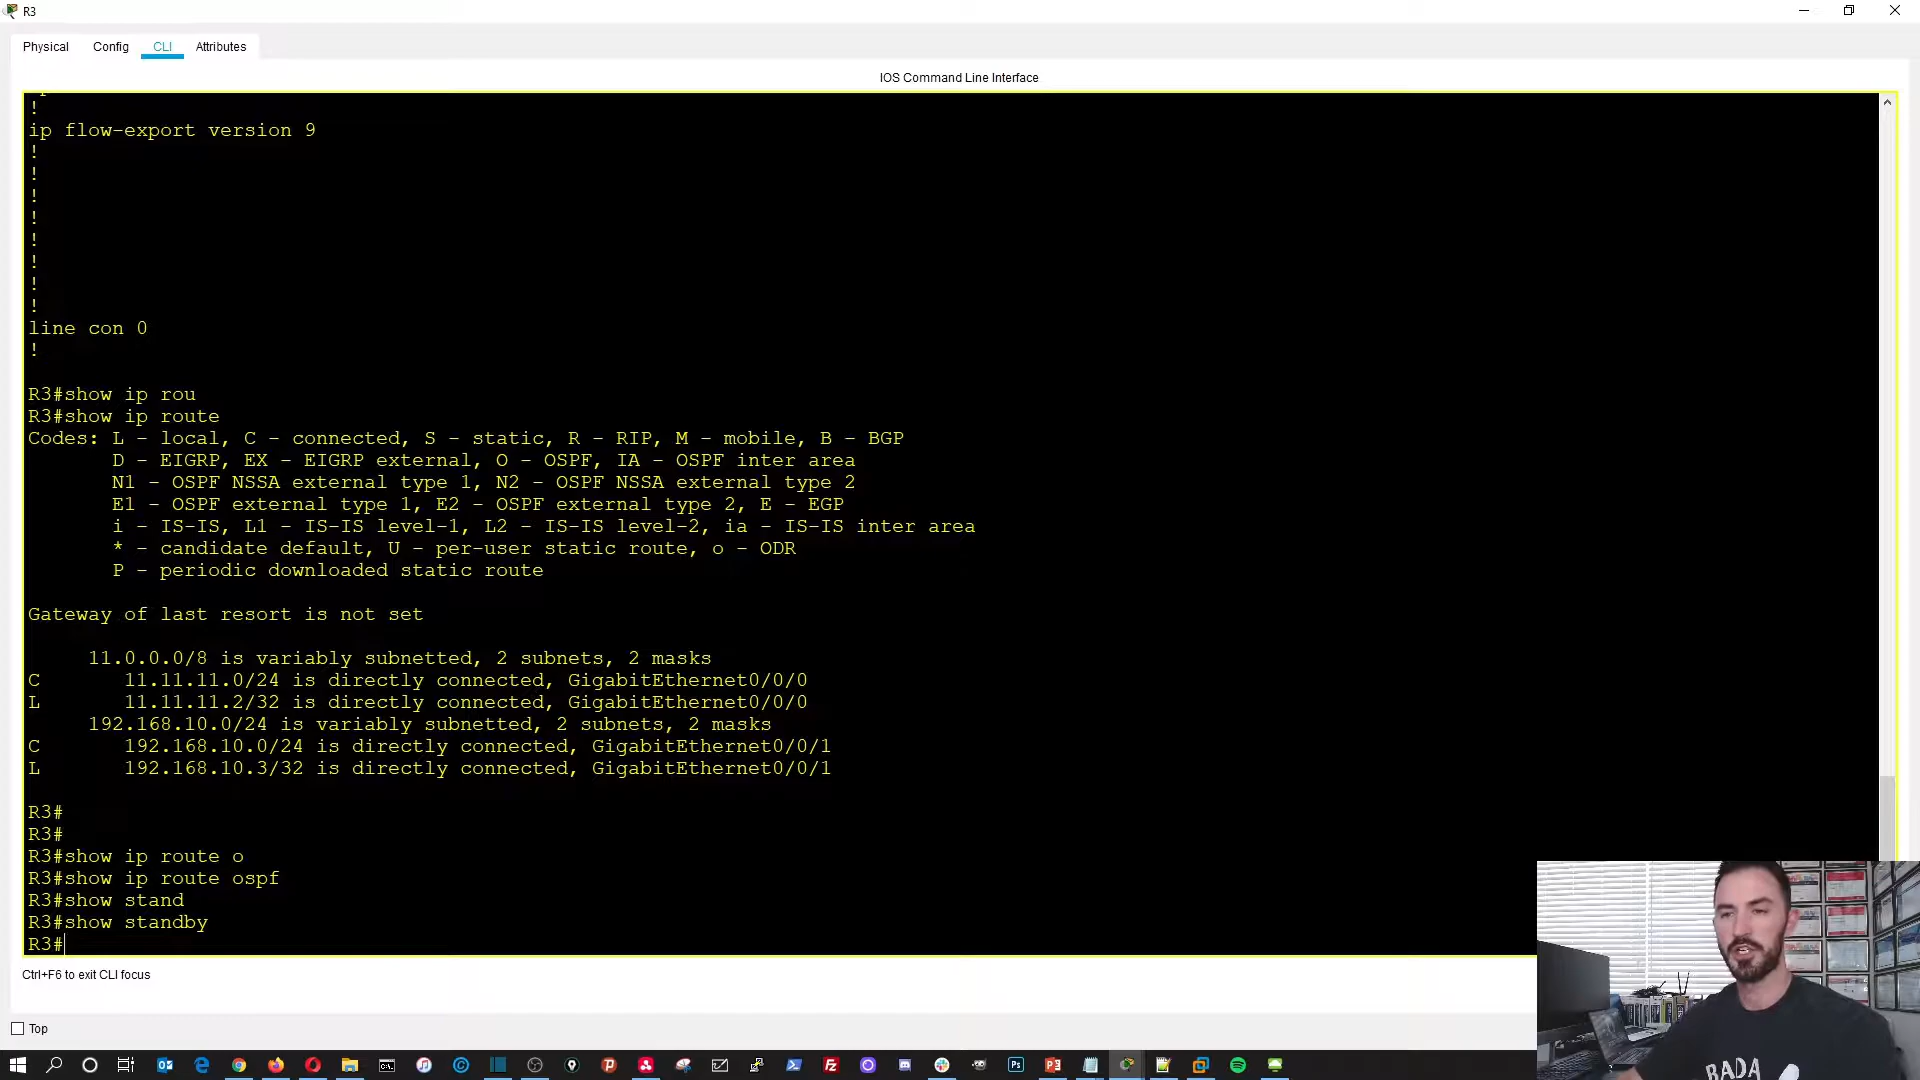 R3
Physical Config CLI Attributes
IOS Command Line Interface
!
ip flow-export version 9
!
!
!
!
!
!
!
!
line con 0
!
R3#show ip rou
R3#show ip route
Codes: L - local, C - connected, S - static, R - RIP, M - mobile, B - BGP
D - EIGRP, EX - EIGRP external, O - OSPF, IA - OSPF inter area
N1 - OSPF NSSA external type 1, N2 - OSPF NSSA external type 2
E1 - OSPF external type 1, E2 - OSPF external type 2, E - EGP
i - IS-IS, L1 - IS-IS level-1, L2 - IS-IS level-2, ia - IS-IS inter area
* - candidate default, U - per-user static route, o - ODR
P - periodic downloaded static route
Gateway of last resort is not set
11.0.0.0/8 is variably subnetted, 2 subnets, 2 masks
C 11.11.11.0/24 is directly connected, GigabitEthernet0/0/0
L 11.11.11.2/32 is directly connected, GigabitEthernet0/0/0
192.168.10.0/24 is variably subnetted, 2 subnets, 2 masks
C 192.168.10.0/24 is directly connected, GigabitEthernet0/0/1
L 192.168.10.3/32 is directly connected, GigabitEthernet0/0/1
R3#
R3#
R3#show ip route o
R3#show ip route ospf
R3#show stand
R3#show standby
R3#
Ctrl+F6 to exit CLI focus
Top
BADA